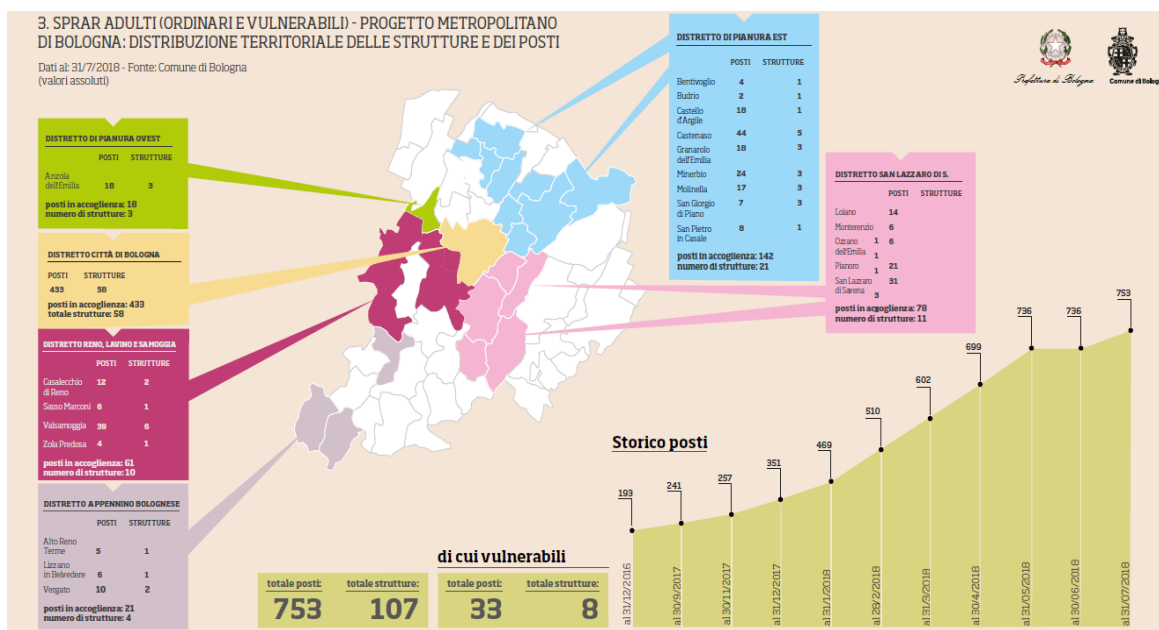 3. SPRAR ADULTI (ORDINARI E VULNERABILI) - PROGETTO METROPOLITANO
DI BOLOGNA: DISTRIBUZIONE TERRITORIALE DELLE STRUTTURE E DEI POSTI
Dati al: 31/7/2018 - Fonte: Comune di Bologna
(valori assoluti)
Prefettura di Bologna
Comune di Bolog
DISTRETTO DI PIANURA OVEST
POSTI STRUTTURE
Anzola
dell'Emilia 18 3
posti in accoglienza: 18
numero di strutture: 3
DISTRETTO CITTÀ DI BOLOGNA
POSTI STRUTTURE
433 58
posti in accoglienza: 433
totale strutture: 58
DISTRETTO RENO, LAVINO E SAMOGGIA
POSTI STRUTTURE
Casalecchio 12 2
di Reno
Sasso Marconi 6 1
Valsamoggia 39 6
Zola Predosa 4 1
posti in accoglienza: 61
numero di strutture: 10
DISTRETTO APPENNINO BOLOGNESE
POSTI STRUTTURE
Alto Reno
Terme 5 1
Lizzano
in Belvedere 6 1
Vergato 10 2
posti in accoglienza: 21
numero di strutture: 4
DISTRETTO DI PIANURA EST
POSTI STRUTTURE
Bentivoglio 4 1
Budrio 2 1
Castello 18 1
d'Argile
Castenaso 44 5
Granarolo 18 3
dell'Emilia
Minerbio 24 3
Molinella 17 3
San Giorgio 7 3
di Piano
San Pietro 8 1
in Casale
posti in accoglienza: 142
numero di strutture: 21
DISTRETTO SAN LAZZARO DI S.
POSTI STRUTTURE
Loiano 14
Monterenzio 6
Ozzano 1 6
dell'Emilia 1
Pianoro 1 21
San Lazzaro 31
di Savena
3
posti in accoglienza: 78
numero di strutture: 11
Storico posti
193
241
257
351
469
510
602
699
736
736
753
al 31/12/2016
al 30/9/2017
al 30/11/2017
al 31/12/2017
al 31/1/2018
al 28/2/2018
al 31/3/2018
al 30/4/2018
al 31/05/2018
al 30/06/2018
al 31/07/2018
di cui vulnerabili
totale posti: totale strutture: totale posti: totale strutture:
753 107 33 8